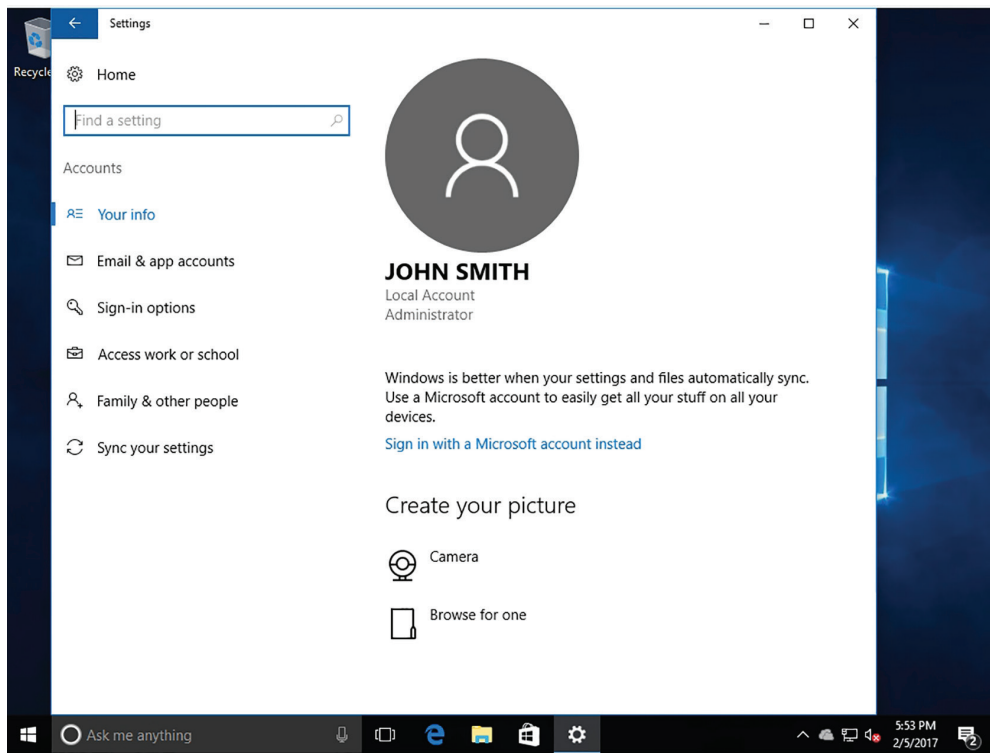 Settings
Recycle
Home
Find a setting
Accounts
Your info
Email & app accounts
Sign-in options
Access work or school
Family & other people
Sync your settings
JOHN SMITH
Local Account
Administrator
Windows is better when your settings and files automatically sync.
Use a Microsoft account to easily get all your stuff on all your
devices.
Sign in with a Microsoft account instead
Create your picture
Camera
Browse for one
Ask me anything
5:53 PM
2/5/2017
2